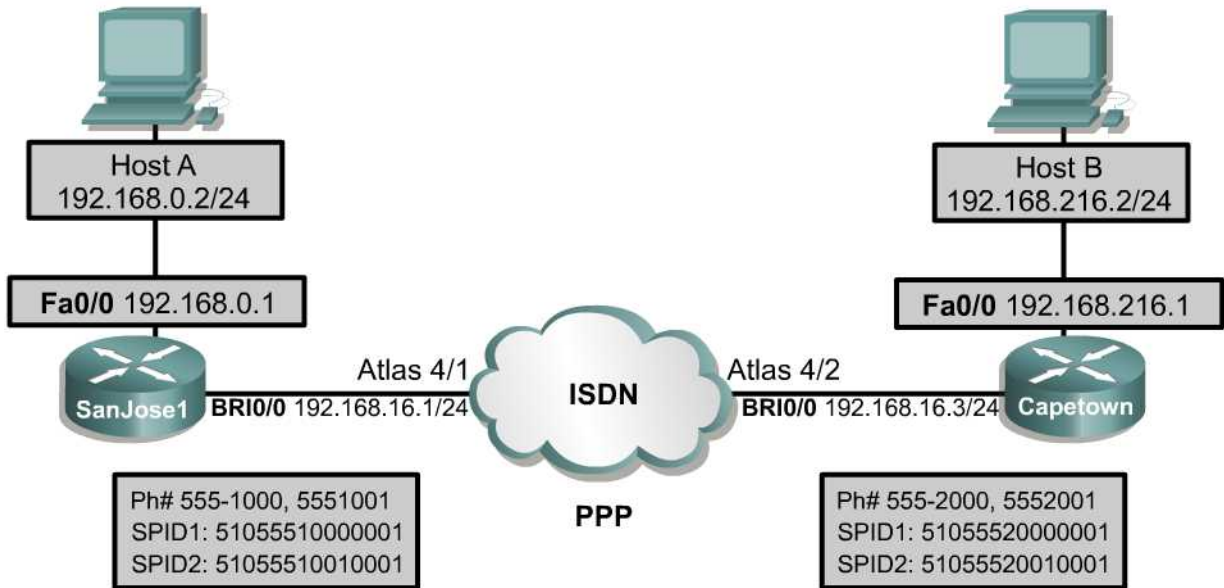 Host A
192.168.0.2/24
Host B
192.168.216.2/24
Fa0/0 192.168.0.1
Fa0/0 192.168.216.1
SanJose1
Atlas 4/1
BRI0/0 192.168.16.1/24
ISDN
Atlas 4/2
BRI0/0 192.168.16.3/24
Capetown
Ph# 555-1000, 5551001
SPID1: 51055510000001
SPID2: 51055510010001
PPP
Ph# 555-2000, 5552001
SPID1: 51055520000001
SPID2: 51055520010001